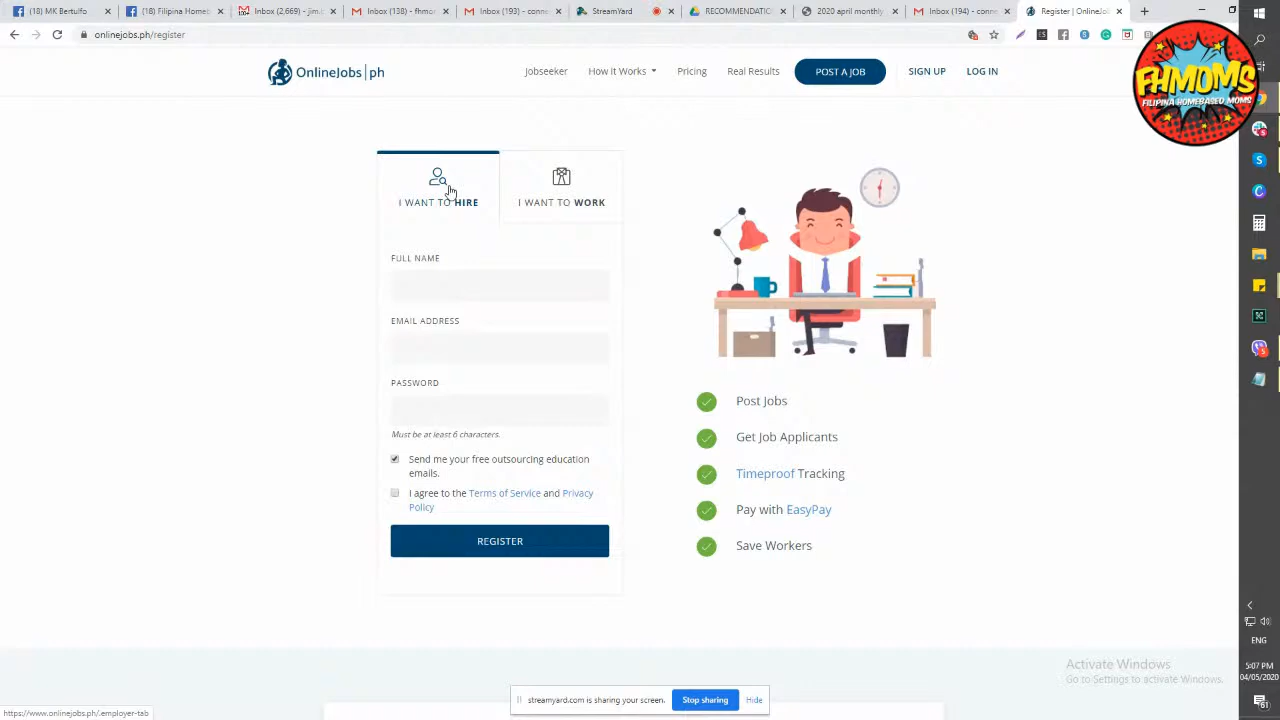 (18) MK Bertulfo
(18) Filipina Homeb
Inbox (2,669) - jimlisa
Inbox (138) - fhmom
Inbox (193) - conne
StreamYard
RECOMMENDATION
2020 april monthly
Inbox (194) - conne
Register | OnlineJob
onlinejobs.ph/register
OnlineJobs|ph
Jobseeker
How It Works
Pricing
Real Results
POST A JOB
SIGN UP
LOG IN
FHMOMS
FILIPINA HOMEBASED MOMS
I WANT TO HIRE
I WANT TO WORK
FULL NAME
EMAIL ADDRESS
PASSWORD
Must be at least 6 characters.
Send me your free outsourcing education
emails.
I agree to the Terms of Service and Privacy
Policy
REGISTER
Post Jobs
Get Job Applicants
Timeproof Tracking
Pay with EasyPay
Save Workers
Activate Windows
Go to Settings to activate Windows.
streamyard.com is sharing your screen.
Stop sharing
Hide
https://www.onlinejobs.ph/.employer-tab
ENG
5:07 PM
04/05/2020